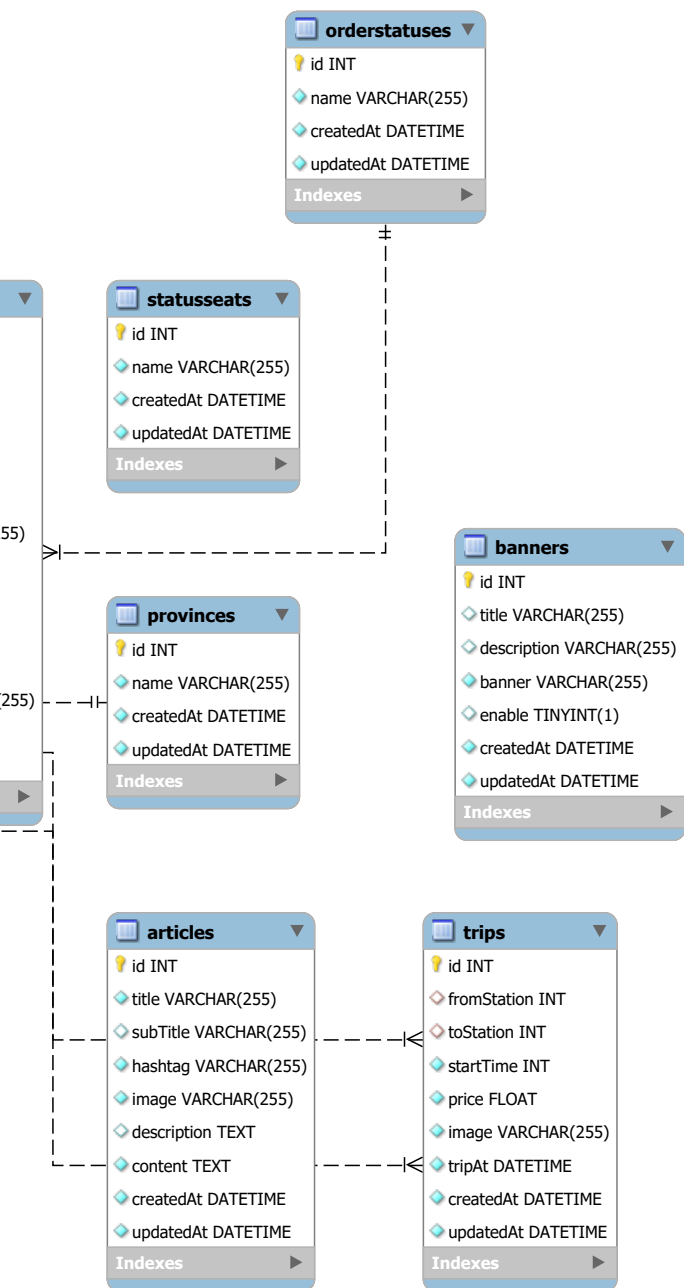 orderstatuses
id INT
name VARCHAR(255)
createdAt DATETIME
updatedAt DATETIME
Indexes
statusseats
id INT
name VARCHAR(255)
createdAt DATETIME
updatedAt DATETIME
Indexes
55)
banners
id INT
title VARCHAR(255)
description VARCHAR(255)
banner VARCHAR(255)
enable TINYINT(1)
createdAt DATETIME
updatedAt DATETIME
Indexes
provinces
id INT
name VARCHAR(255)
createdAt DATETIME
updatedAt DATETIME
Indexes
(255)
articles
id INT
title VARCHAR(255)
subTitle VARCHAR(255)
hashtag VARCHAR(255)
image VARCHAR(255)
description TEXT
content TEXT
createdAt DATETIME
updatedAt DATETIME
Indexes
trips
id INT
fromStation INT
toStation INT
startTime INT
price FLOAT
image VARCHAR(255)
tripAt DATETIME
createdAt DATETIME
updatedAt DATETIME
Indexes